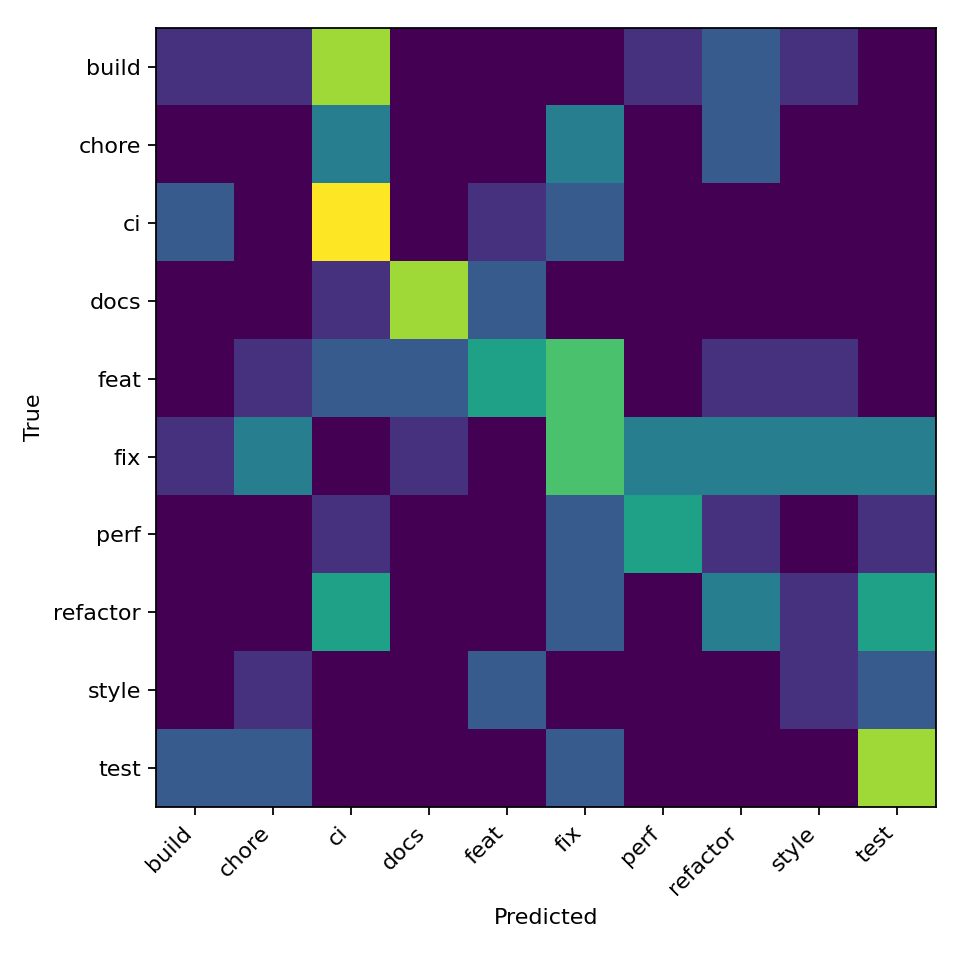 build
chore
ci
docs
feat
fix
perf
refactor
style
test
True
build
chore
ci
docs
feat
fix
perf
refactor
style
test
Predicted